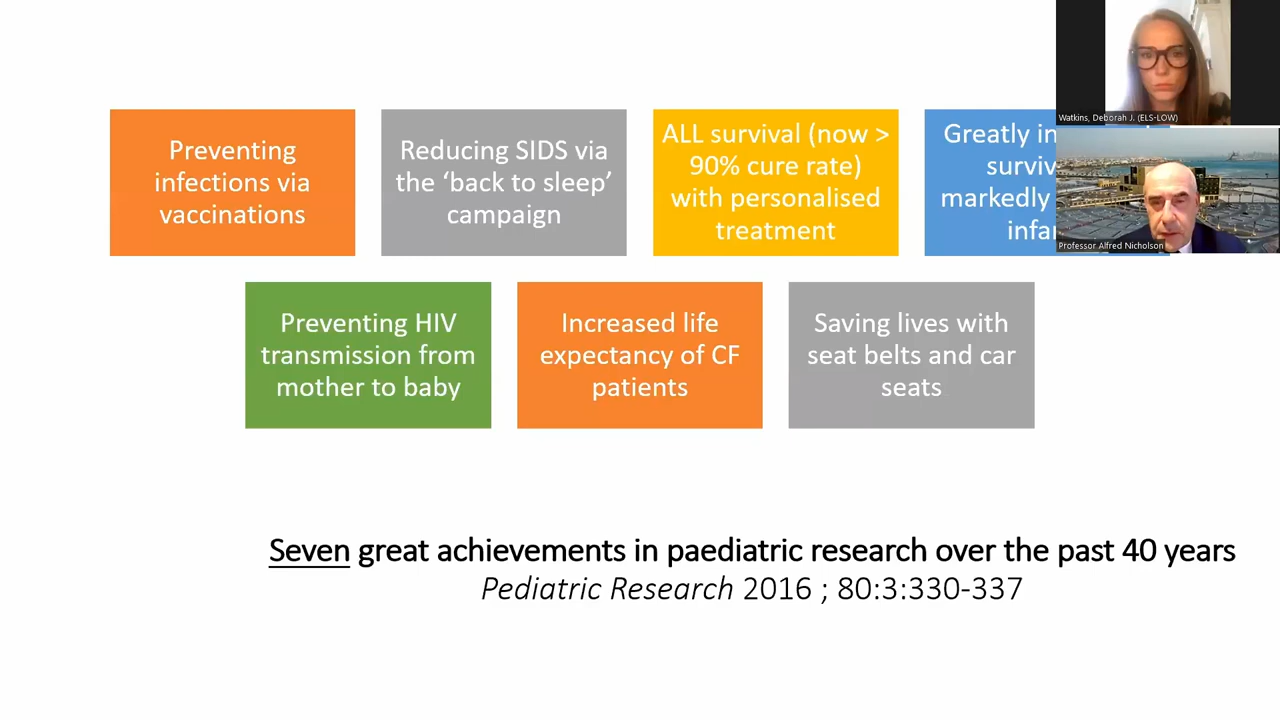 Preventing
infections via
vaccinations
Reducing SIDS via
the ‘back to sleep’
campaign
ALL survival (now >
90% cure rate)
with personalised
treatment
Greatly in
surviv
markedly
infa
Preventing HIV
transmission from
mother to baby
Increased life
expectancy of CF
patients
Saving lives with
seat belts and car
seats
Seven great achievements in paediatric research over the past 40 years
Pediatric Research 2016 ; 80:3:330-337
Watkins, Deborah J. (ELS-LOW)
Professor Alfred Nicholson